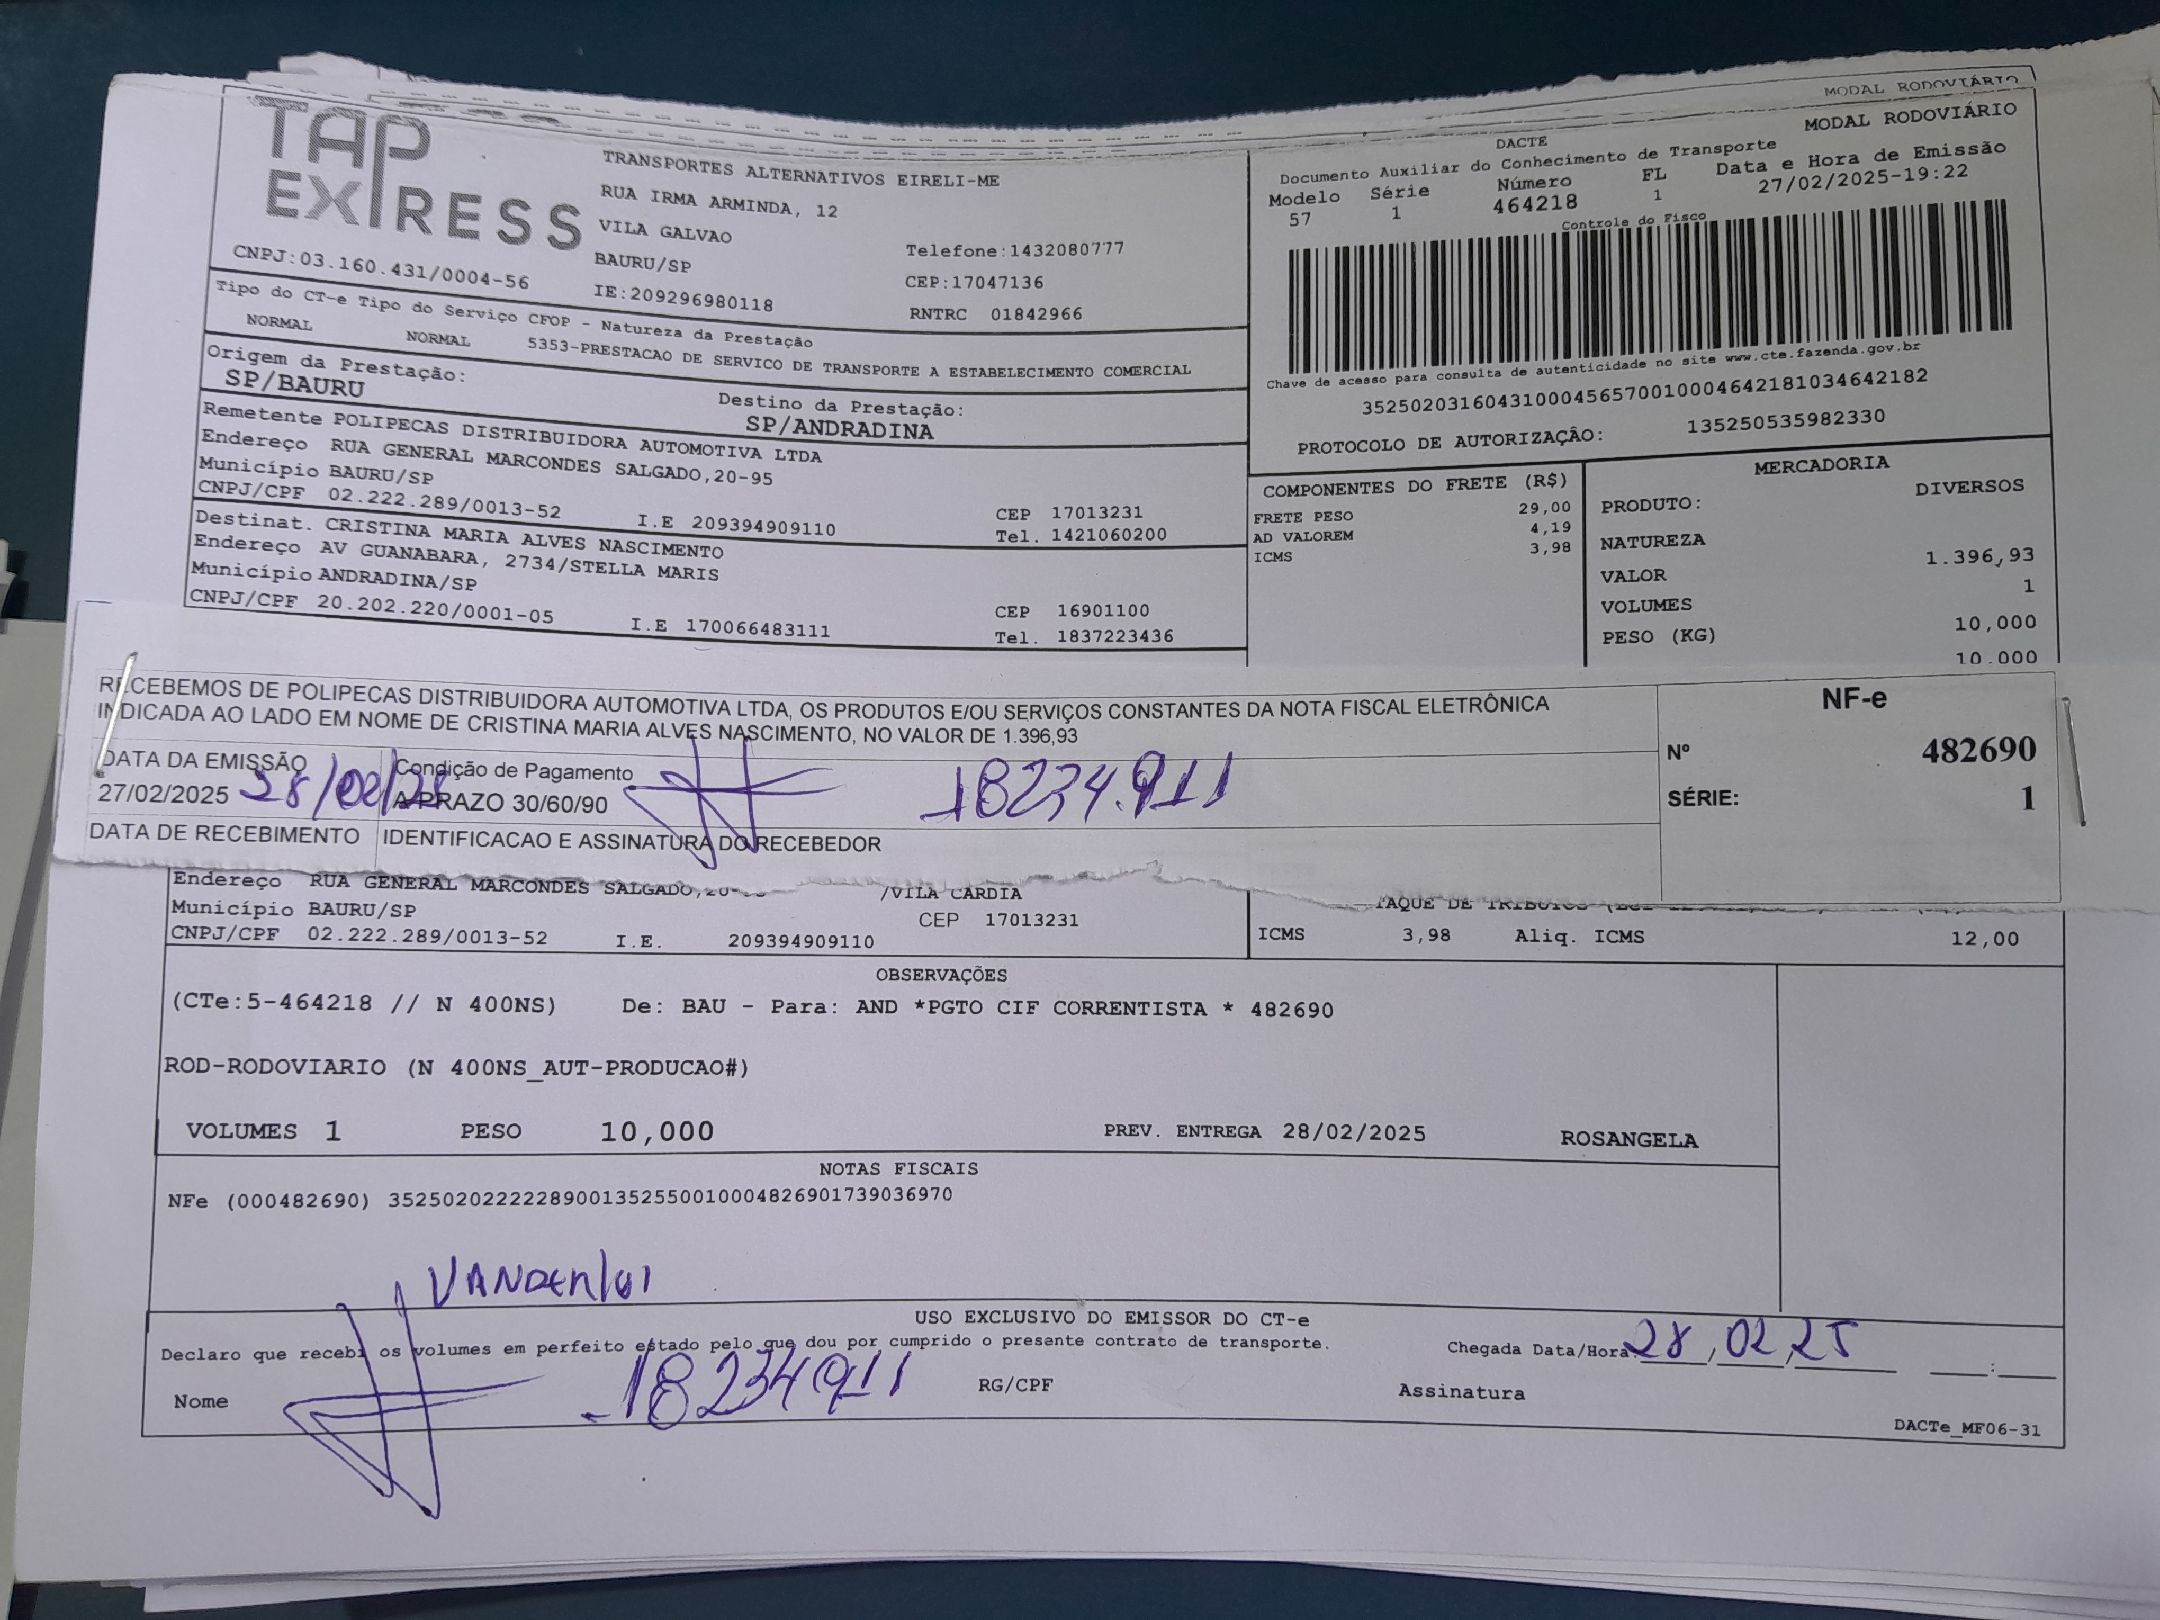 MODAL RODOVIÁRIO
TAP EXPRESS
TRANSPORTES ALTERNATIVOS EIRELI-ME
RUA IRMA ARMINDA, 12
VILA GALVAO
BAURU/SP
Telefone:1432080777
CNPJ:03.160.431/0004-56
IE:209296980118
CEP:17047136
RNTRC 01842966
DACTE
MODAL RODOVIÁRIO
Documento Auxiliar do Conhecimento de Transporte
Modelo Série Número FL Data e Hora de Emissão
57 1 464218 1 27/02/2025-19:22
Controle do Fisco
Chave de acesso para consulta de autenticidade no site www.cte.fazenda.gov.br
35250203160431000456570010004642181034642182
PROTOCOLO DE AUTORIZAÇÃO: 135250535982330
Tipo do CT-e Tipo do Serviço CFOP - Natureza da Prestação
NORMAL NORMAL 5353-PRESTACAO DE SERVICO DE TRANSPORTE A ESTABELECIMENTO COMERCIAL
Origem da Prestação: Destino da Prestação:
SP/BAURU SP/ANDRADINA
Remetente POLIPECAS DISTRIBUIDORA AUTOMOTIVA LTDA
Endereço RUA GENERAL MARCONDES SALGADO,20-95
Município BAURU/SP CEP 17013231
CNPJ/CPF 02.222.289/0013-52 I.E 209394909110 Tel. 1421060200
Destinat. CRISTINA MARIA ALVES NASCIMENTO
Endereço AV GUANABARA, 2734/STELLA MARIS
Município ANDRADINA/SP CEP 16901100
CNPJ/CPF 20.202.220/0001-05 I.E 170066483111 Tel. 1837223436
COMPONENTES DO FRETE (R$)
FRETE PESO 29,00
AD VALOREM 4,19
ICMS 3,98
MERCADORIA
PRODUTO: DIVERSOS
NATUREZA
VALOR 1.396,93
VOLUMES 1
PESO (KG) 10,000
10.000
RECEBEMOS DE POLIPECAS DISTRIBUIDORA AUTOMOTIVA LTDA, OS PRODUTOS E/OU SERVIÇOS CONSTANTES DA NOTA FISCAL ELETRÔNICA
INDICADA AO LADO EM NOME DE CRISTINA MARIA ALVES NASCIMENTO, NO VALOR DE 1.396,93
DATA DA EMISSÃO Condição de Pagamento
27/02/2025 28/02/25 A PRAZO 30/60/90 18234.911
DATA DE RECEBIMENTO IDENTIFICACAO E ASSINATURA DO RECEBEDOR
NF-e
Nº 482690
SÉRIE: 1
Endereço RUA GENERAL MARCONDES SALGADO, /VILA CARDIA
Município BAURU/SP CEP 17013231
CNPJ/CPF 02.222.289/0013-52 I.E. 209394909110
ICMS 3,98 Aliq. ICMS 12,00
OBSERVAÇÕES
(CTe:5-464218 // N 400NS) De: BAU - Para: AND *PGTO CIF CORRENTISTA * 482690
ROD-RODOVIARIO (N 400NS_AUT-PRODUCAO#)
VOLUMES 1 PESO 10,000 PREV. ENTREGA 28/02/2025 ROSANGELA
NOTAS FISCAIS
NFe (000482690) 35250202222289001352550010004826901739036970
VANDERLUI
USO EXCLUSIVO DO EMISSOR DO CT-e
Declaro que recebi os volumes em perfeito estado pelo que dou por cumprido o presente contrato de transporte.
Chegada Data/Hora: 28,02,25 :
Nome 18234911 RG/CPF Assinatura
DACTe_MF06-31